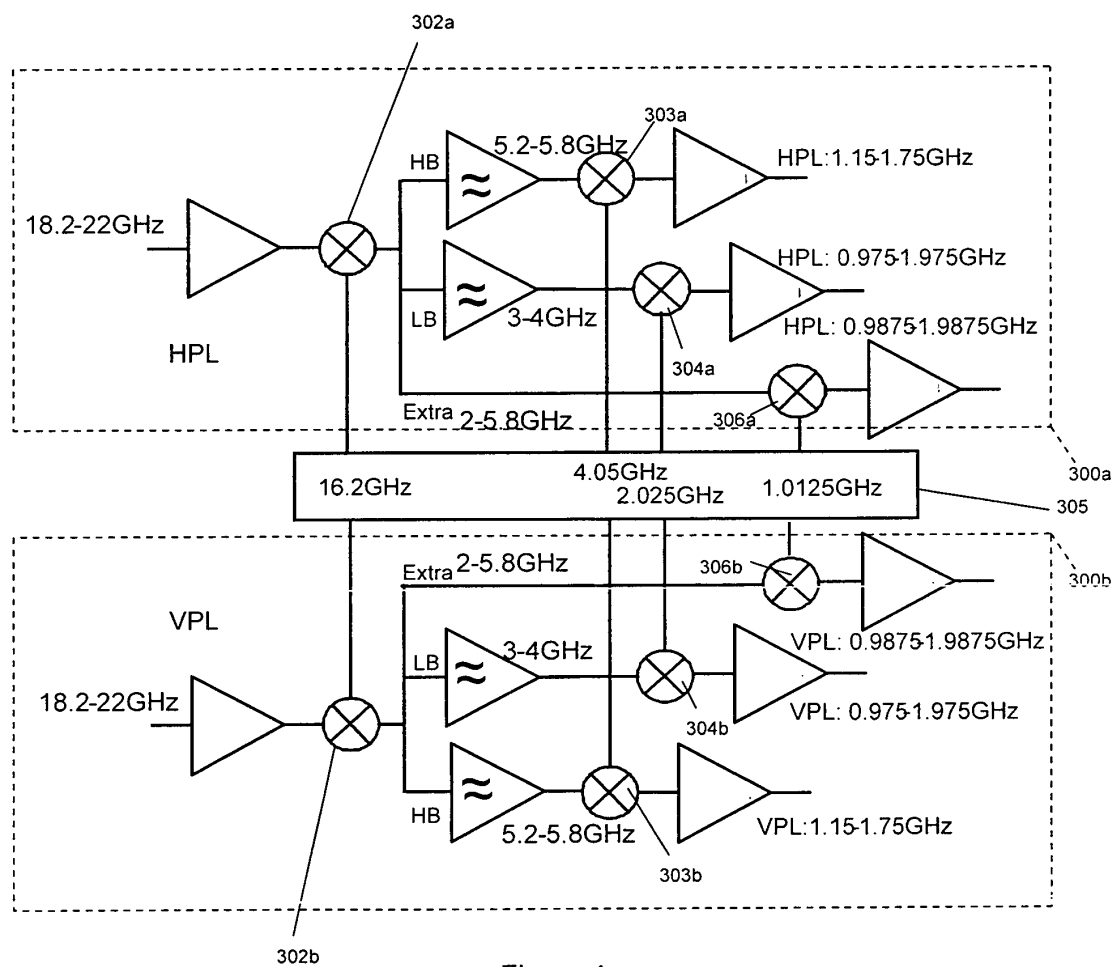 302a
303a
5.2-5.8GHz
HB
HPL:1.15-1.75GHz
18.2-22GHz
HPL: 0.975-1.975GHz
LB
3-4GHz
HPL: 0.9875-1.9875GHz
HPL
304a
Extra 2-5.8GHz
306a
300a
16.2GHz
4.05GHz
2.025GHz
1.0125GHz
305
Extra 2-5.8GHz
306b
300b
VPL
LB
3-4GHz
VPL: 0.9875-1.9875GHz
18.2-22GHz
304b
VPL: 0.975-1.975GHz
HB
5.2-5.8GHz
VPL:1.15-1.75GHz
303b
302b